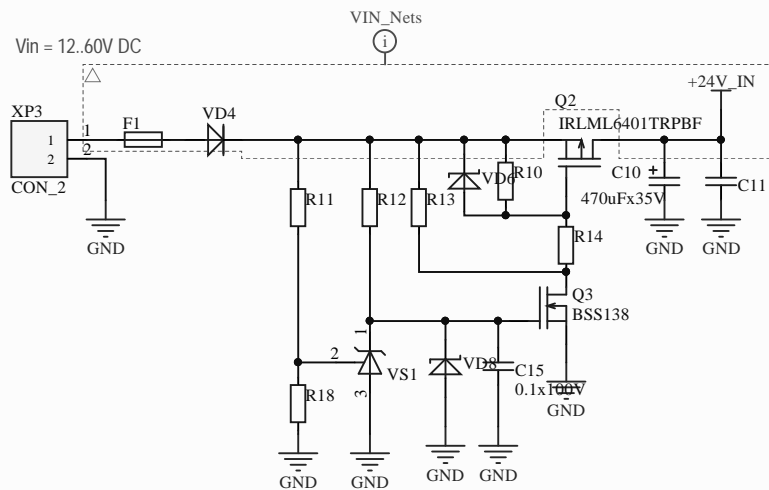 VIN_Nets
i
Vin = 12..60V DC
+24V_IN
XP3
F1
VD4
Q2
1
1
2
2
IRLML6401TRPBF
CON_2
C10
+
C11
VD6
R10
470uFx35V
R11
R12
R13
GND
GND
GND
R14
Q3
BSS138
1
2
VS1
VD8
C15
0.1x100V
3
R18
GND
GND
GND
GND
GND